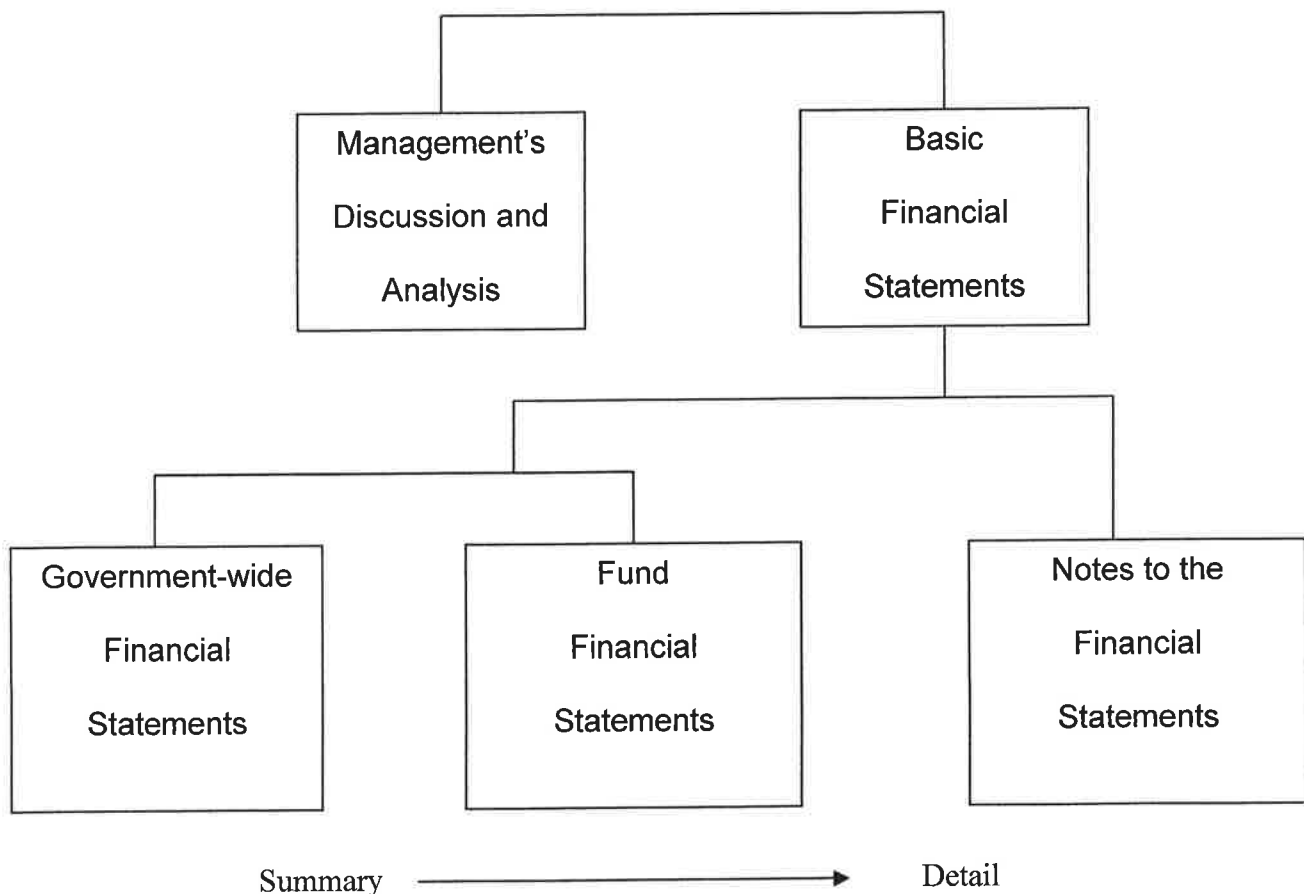 Management's
Discussion and
Analysis
Basic
Financial
Statements
Government-wide
Financial
Statements
Fund
Financial
Statements
Notes to the
Financial
Statements
Summary
Detail